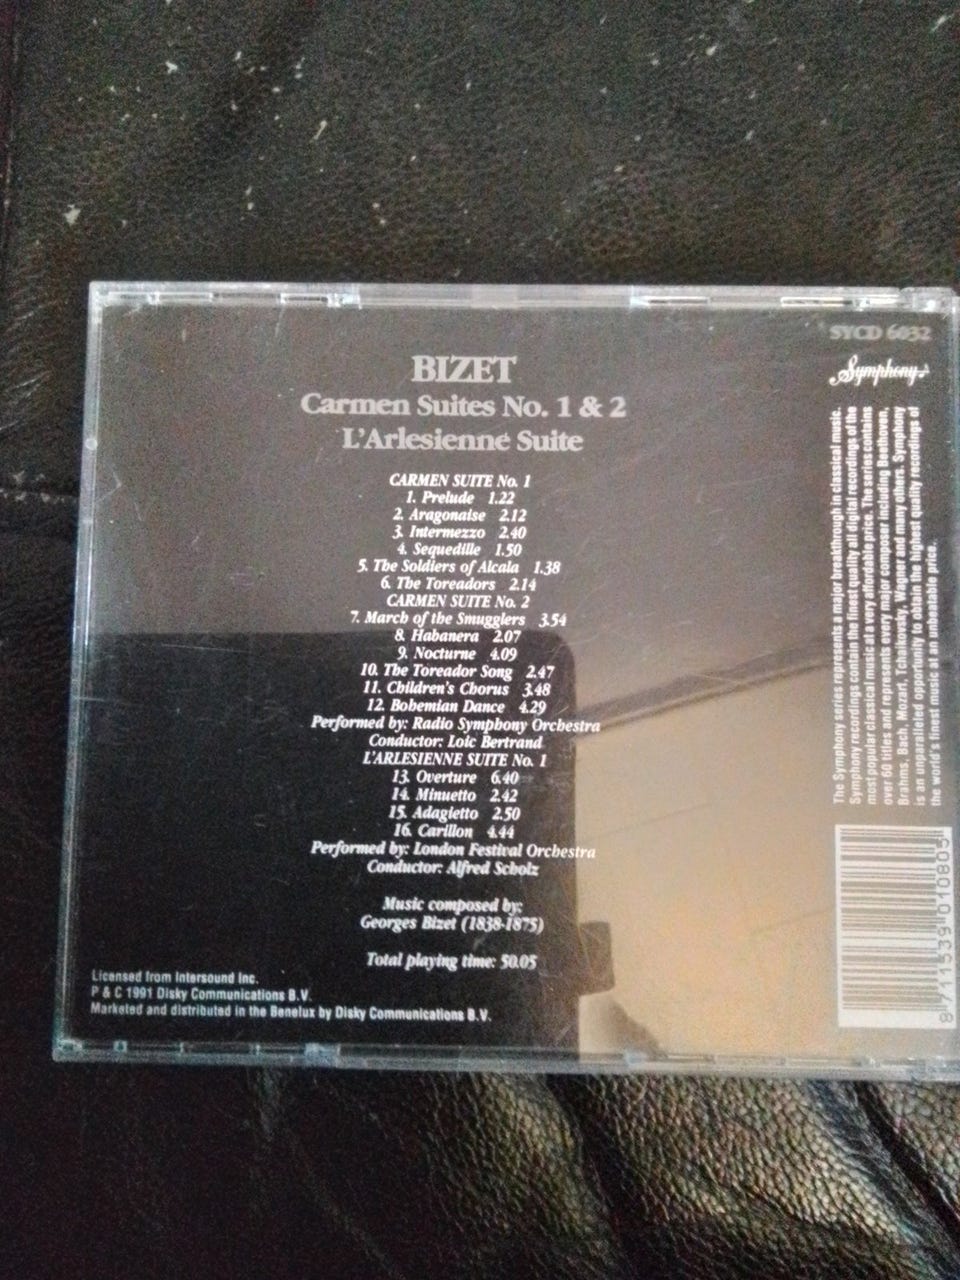 SYCD 6032
Symphony
BIZET
Carmen Suites No. 1 & 2
L'Arlesienne Suite
CARMEN SUITE No. 1
1. Prelude 1.22
2. Aragonaise 2.12
3. Intermezzo 2.40
4. Sequedille 1.50
5. The Soldiers of Alcala 1.38
6. The Toreadors 2.14
CARMEN SUITE No. 2
7. March of the Smugglers 3.54
8. Habanera 2.07
9. Nocturne 4.09
10. The Toreador Song 2.47
11. Children's Chorus 3.48
12. Bohemian Dance 4.29
Performed by: Radio Symphony Orchestra
Conductor: Loic Bertrand
L'ARLESIENNE SUITE No. 1
13. Overture 6.40
14. Minuetto 2.42
15. Adagietto 2.50
16. Carillon 4.44
Performed by: London Festival Orchestra
Conductor: Alfred Scholz
Music composed by:
Georges Bizet (1838-1875)
Total playing time: 50.05
Licensed from Intersound Inc.
P & C 1991 Disky Communications B.V.
Marketed and distributed in the Benelux by Disky Communications B.V.
The Symphony series represents a major breakthrough in classical music.
Symphony recordings contain the finest quality all digital recordings of the
most popular classical music at a very affordable price. The series contains
over 60 titles and represents every major composer including Beethoven,
Brahms, Bach, Mozart, Tchaikovsky, Wagner and many others. Symphony
is an unparalleled opportunity to obtain the highest quality recordings of
the world's finest music at an unbeatable price.
8 711539 010805